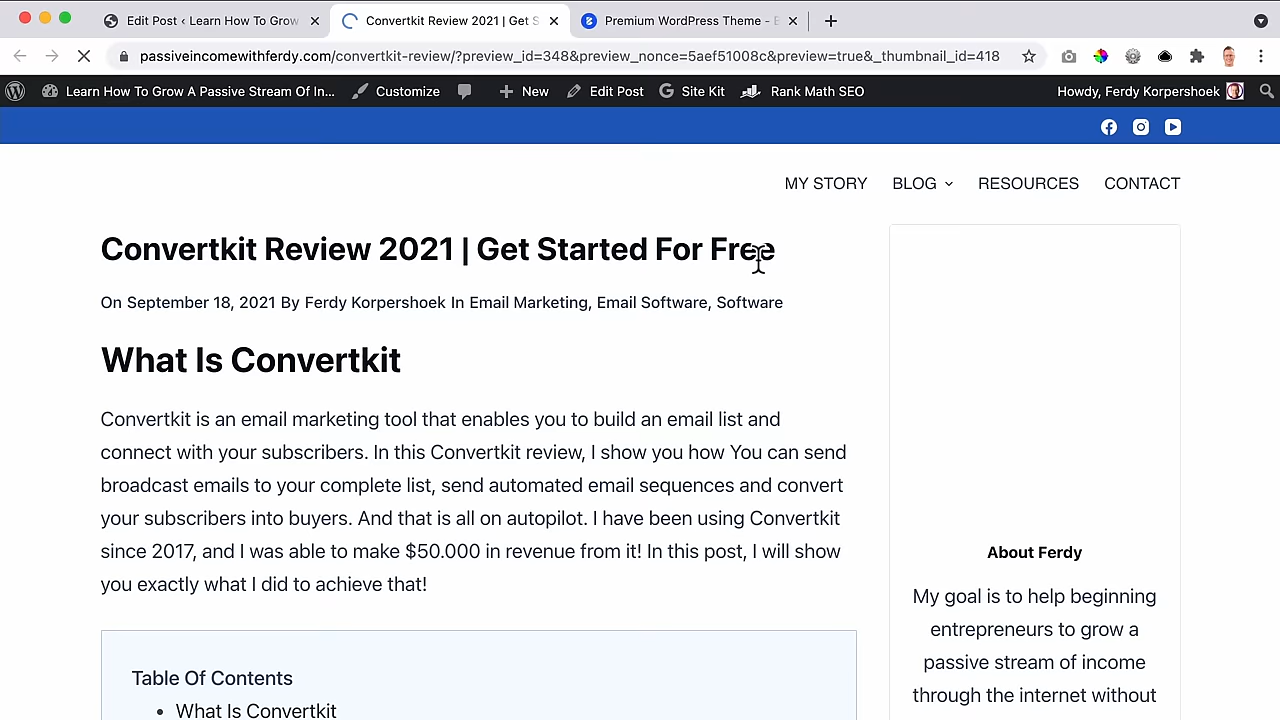 Edit Post ‹ Learn How To Grow
Convertkit Review 2021 | Get S
Premium WordPress Theme -
passiveincomewithferdy.com/convertkit-review/?preview_id=348&preview_nonce=5aef51008c&preview=true&_thumbnail_id=418
Learn How To Grow A Passive Stream Of In... Customize New Edit Post Site Kit Rank Math SEO Howdy, Ferdy Korpershoek
MY STORY BLOG RESOURCES CONTACT
Convertkit Review 2021 | Get Started For Free
On September 18, 2021 By Ferdy Korpershoek In Email Marketing, Email Software, Software
What Is Convertkit
Convertkit is an email marketing tool that enables you to build an email list and
connect with your subscribers. In this Convertkit review, I show you how You can send
broadcast emails to your complete list, send automated email sequences and convert
your subscribers into buyers. And that is all on autopilot. I have been using Convertkit
since 2017, and I was able to make $50.000 in revenue from it! In this post, I will show
you exactly what I did to achieve that!
Table Of Contents
• What Is Convertkit
About Ferdy
My goal is to help beginning
entrepreneurs to grow a
passive stream of income
through the internet without